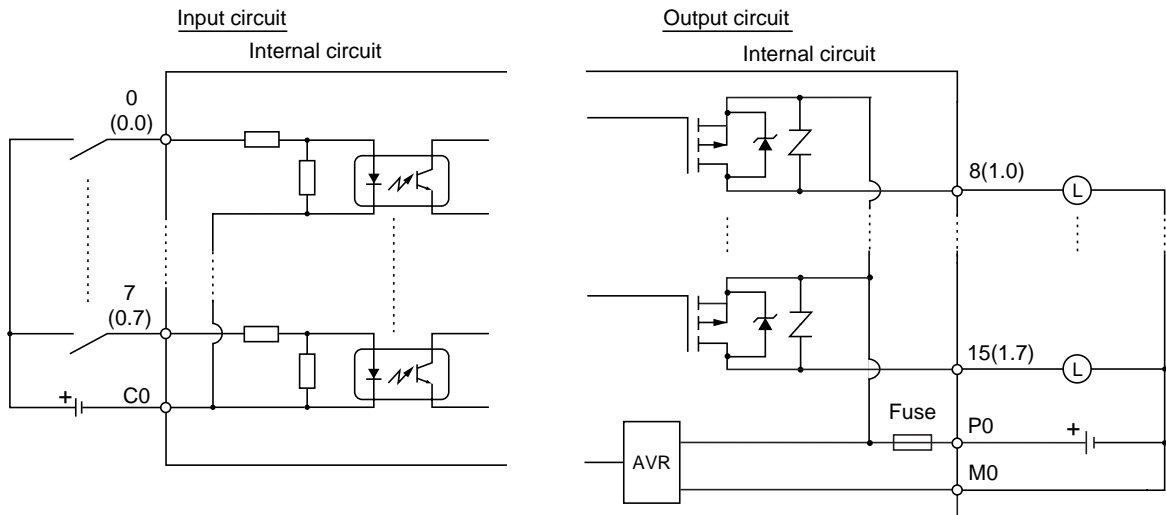 Input circuit
Internal circuit
0
(0.0)
7
(0.7)
+
C0
Output circuit
Internal circuit
8(1.0)
L
15(1.7)
L
Fuse
P0
+
AVR
M0